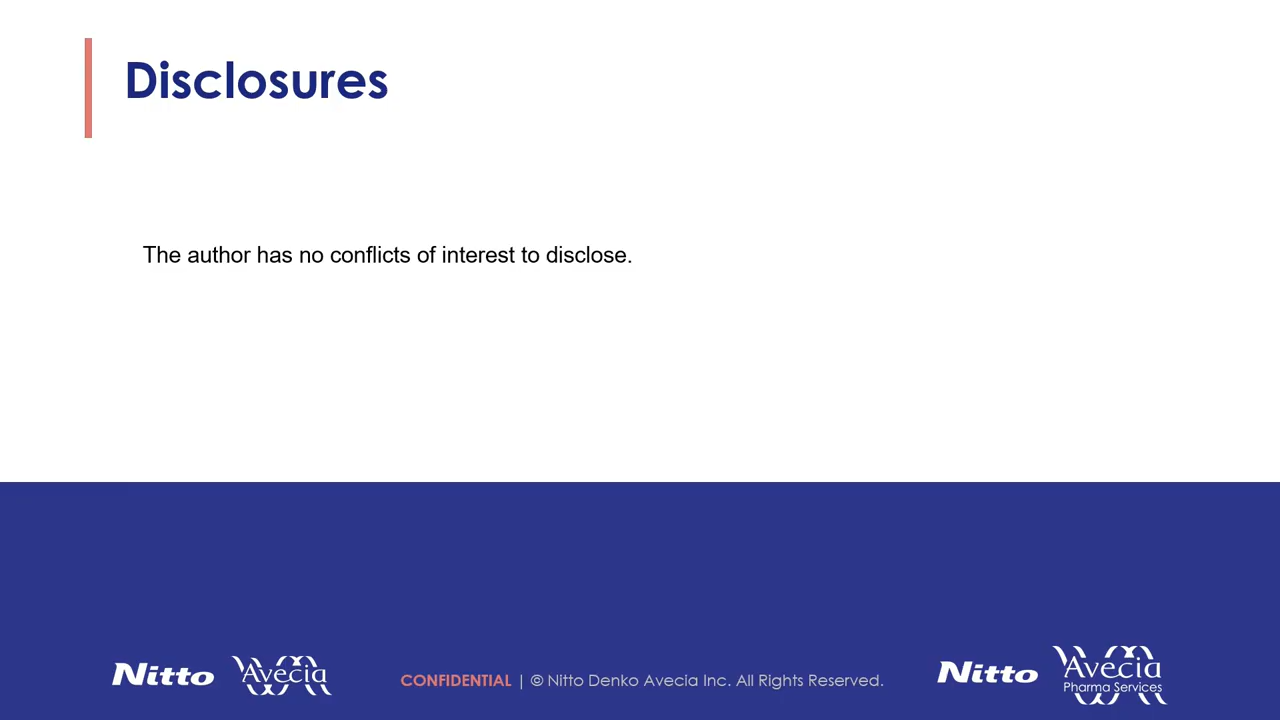 Disclosures
The author has no conflicts of interest to disclose.
Nitto Avecia
CONFIDENTIAL | © Nitto Denko Avecia Inc. All Rights Reserved.
Nitto Avecia
Pharma Services